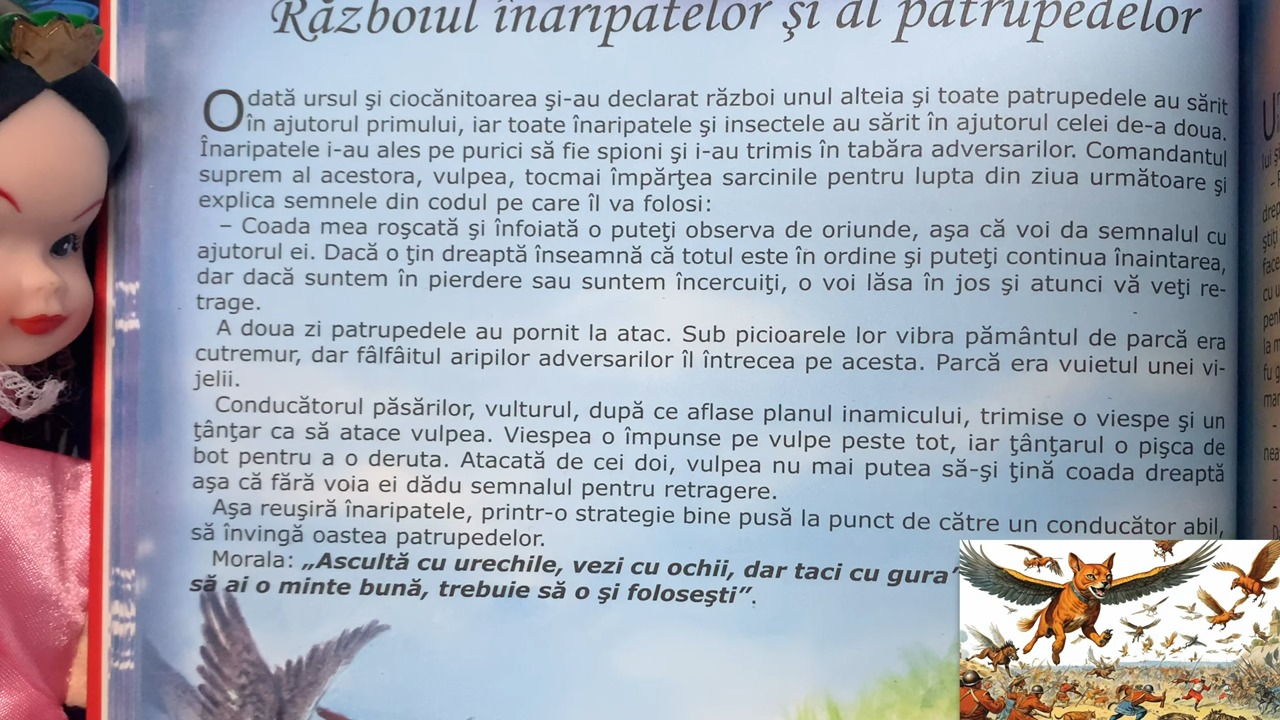 Războiul înaripatelor şi al patrupedelor
Odată ursul şi ciocănitoarea şi-au declarat război unul alteia şi toate patrupedele au sărit
în ajutorul primului, iar toate înaripatele şi insectele au sărit în ajutorul celei de-a doua.
Înaripatele i-au ales pe purici să fie spioni şi i-au trimis în tabăra adversarilor. Comandantul
suprem al acestora, vulpea, tocmai împărţea sarcinile pentru lupta din ziua următoare şi
explica semnele din codul pe care îl va folosi:
– Coada mea roşcată şi înfoiată o puteţi observa de oriunde, aşa că voi da semnalul cu
ajutorul ei. Dacă o ţin dreaptă înseamnă că totul este în ordine şi puteţi continua înaintarea,
dar dacă suntem în pierdere sau suntem încercuiţi, o voi lăsa în jos şi atunci vă veţi re-
trage.
A doua zi patrupedele au pornit la atac. Sub picioarele lor vibra pământul de parcă era
cutremur, dar fâlfâitul aripilor adversarilor îl întrecea pe acesta. Parcă era vuietul unei vi-
jelii.
Conducătorul păsărilor, vulturul, după ce aflase planul inamicului, trimise o viespe şi un
ţânţar ca să atace vulpea. Viespea o împunse pe vulpe peste tot, iar ţânţarul o pişca de
bot pentru a o deruta. Atacată de cei doi, vulpea nu mai putea să-şi ţină coada dreaptă
aşa că fără voia ei dădu semnalul pentru retragere.
Aşa reuşiră înaripatele, printr-o strategie bine pusă la punct de către un conducător abil,
să învingă oastea patrupedelor.
Morala: „Ascultă cu urechile, vezi cu ochii, dar taci cu gura"
să ai o minte bună, trebuie să o şi foloseşti”.